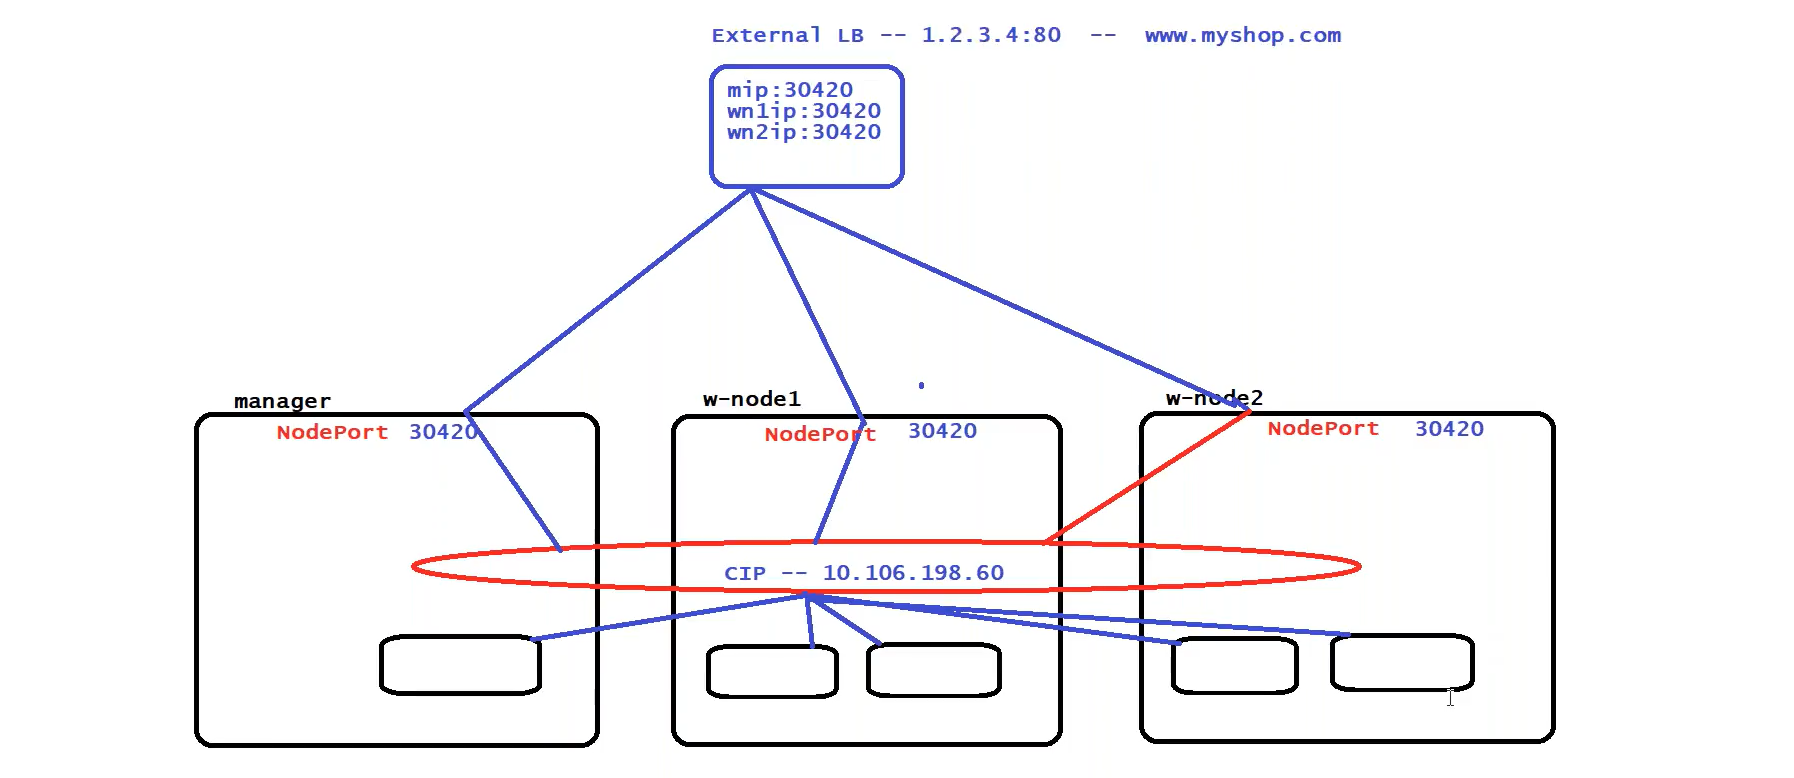 External LB -- 1.2.3.4:80 -- www.myshop.com
mip:30420
wn1ip:30420
wn2ip:30420
manager
NodePort 30420
w-node1
NodePort 30420
w-node2
NodePort 30420
CIP -- 10.106.198.60